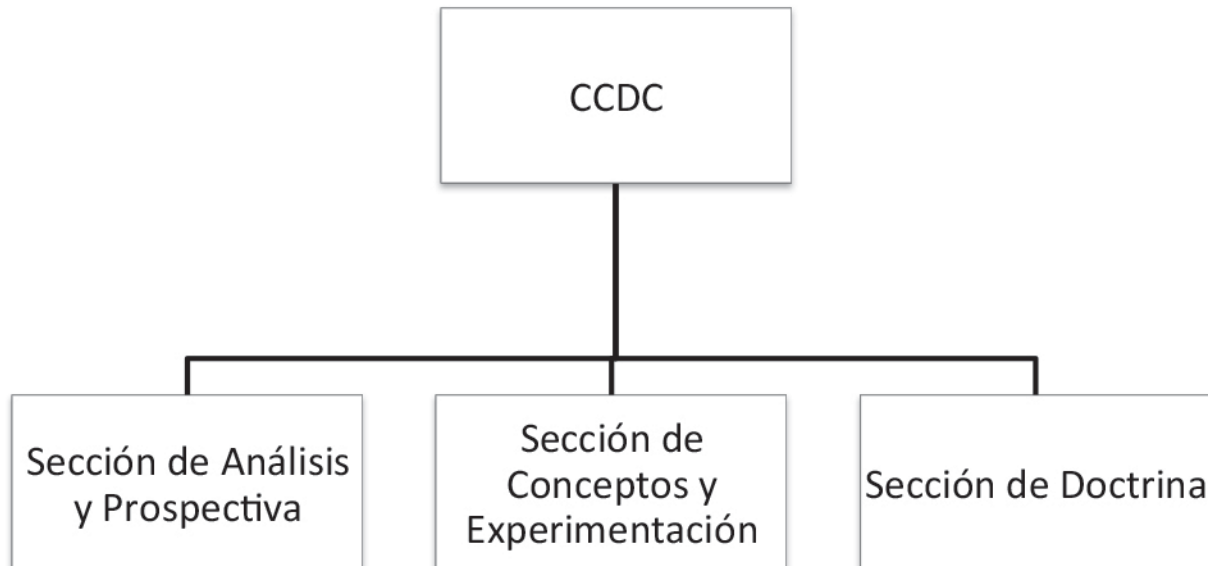 CCDC
Sección de Análisis
y Prospectiva
Sección de
Conceptos y
Experimentación
Sección de Doctrina